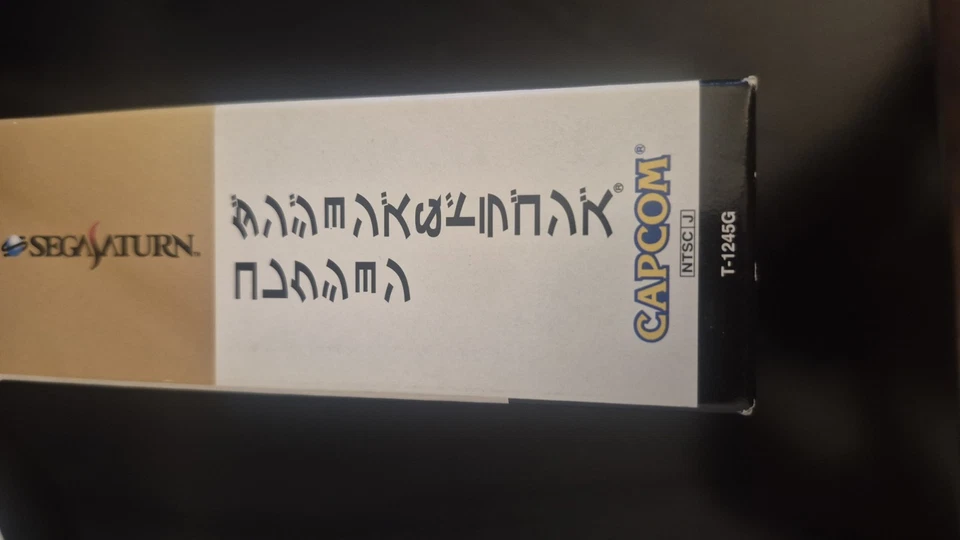 SEGA SATURN™
ダンジョンズ&ドラゴンズ®
コレクション
CAPCOM®
NTSC J
T-1245G